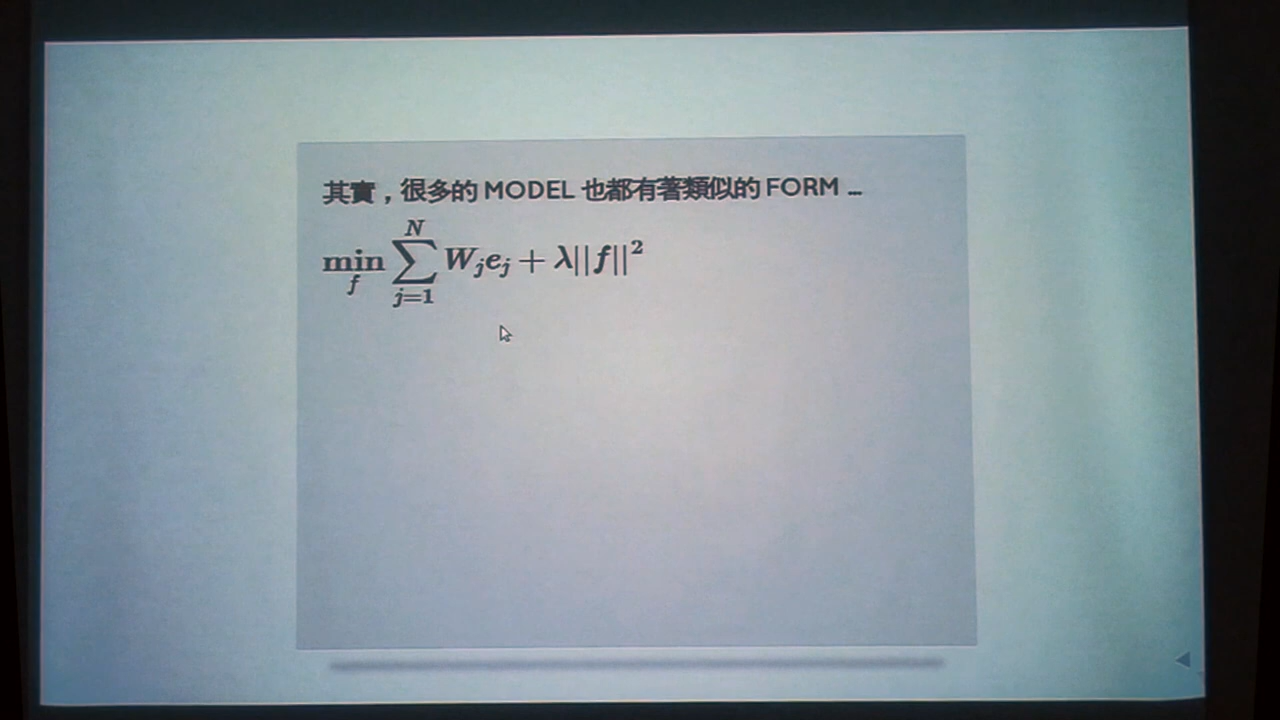 其實，很多的 MODEL 也都有著類似的 FORM ...
min_f ∑_{j=1}^{N} W_j e_j + λ||f||²